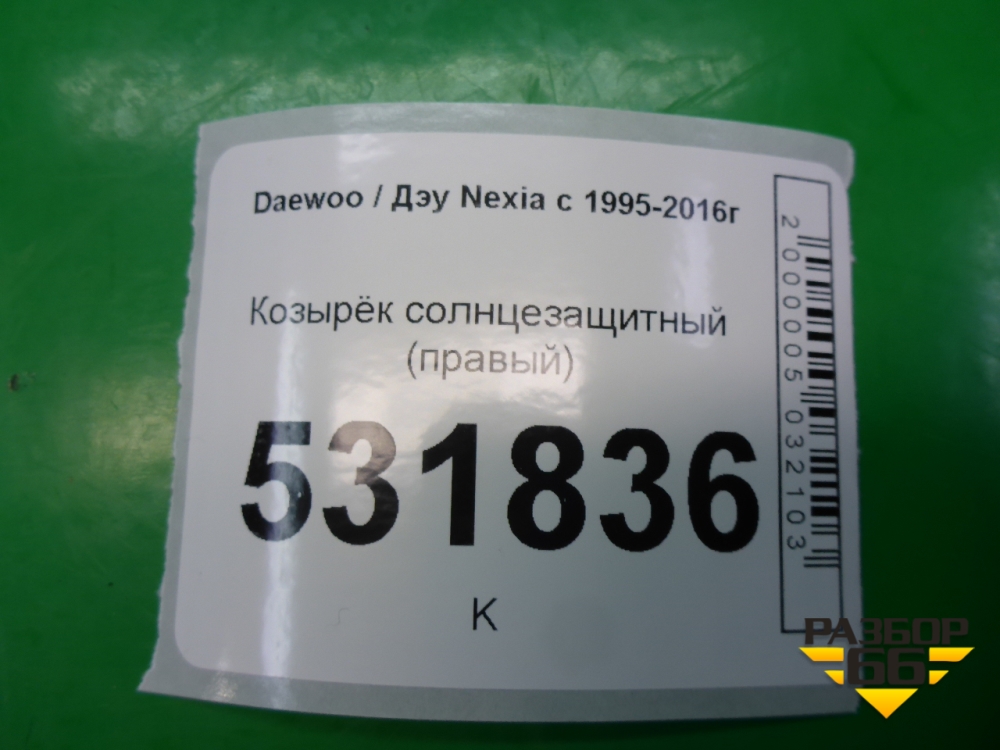 Daewoo / Дэу Nexia с 1995-2016г
Козырёк солнцезащитный
(правый)
531836
К
2000005032103
РАЗБОР
66